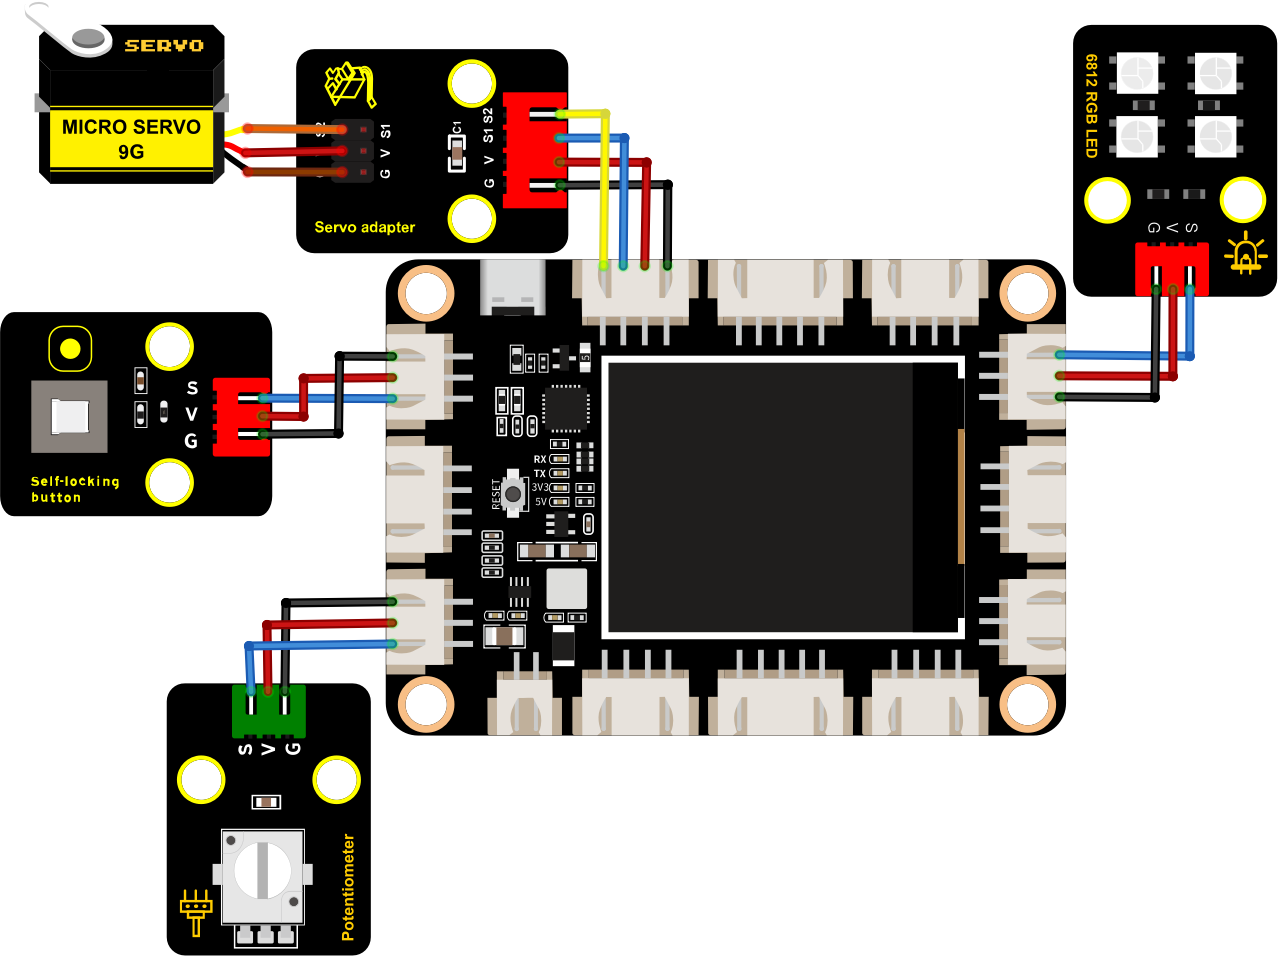 SERVO
MICRO SERVO
9G
S1
V
G
C1
S2
S1
V
G
Servo adapter
6812 RGB LED
G
V
S
S
V
G
Self-locking
button
5
RX
TX
3V3
5V
RESET
S
V
G
Potentiometer